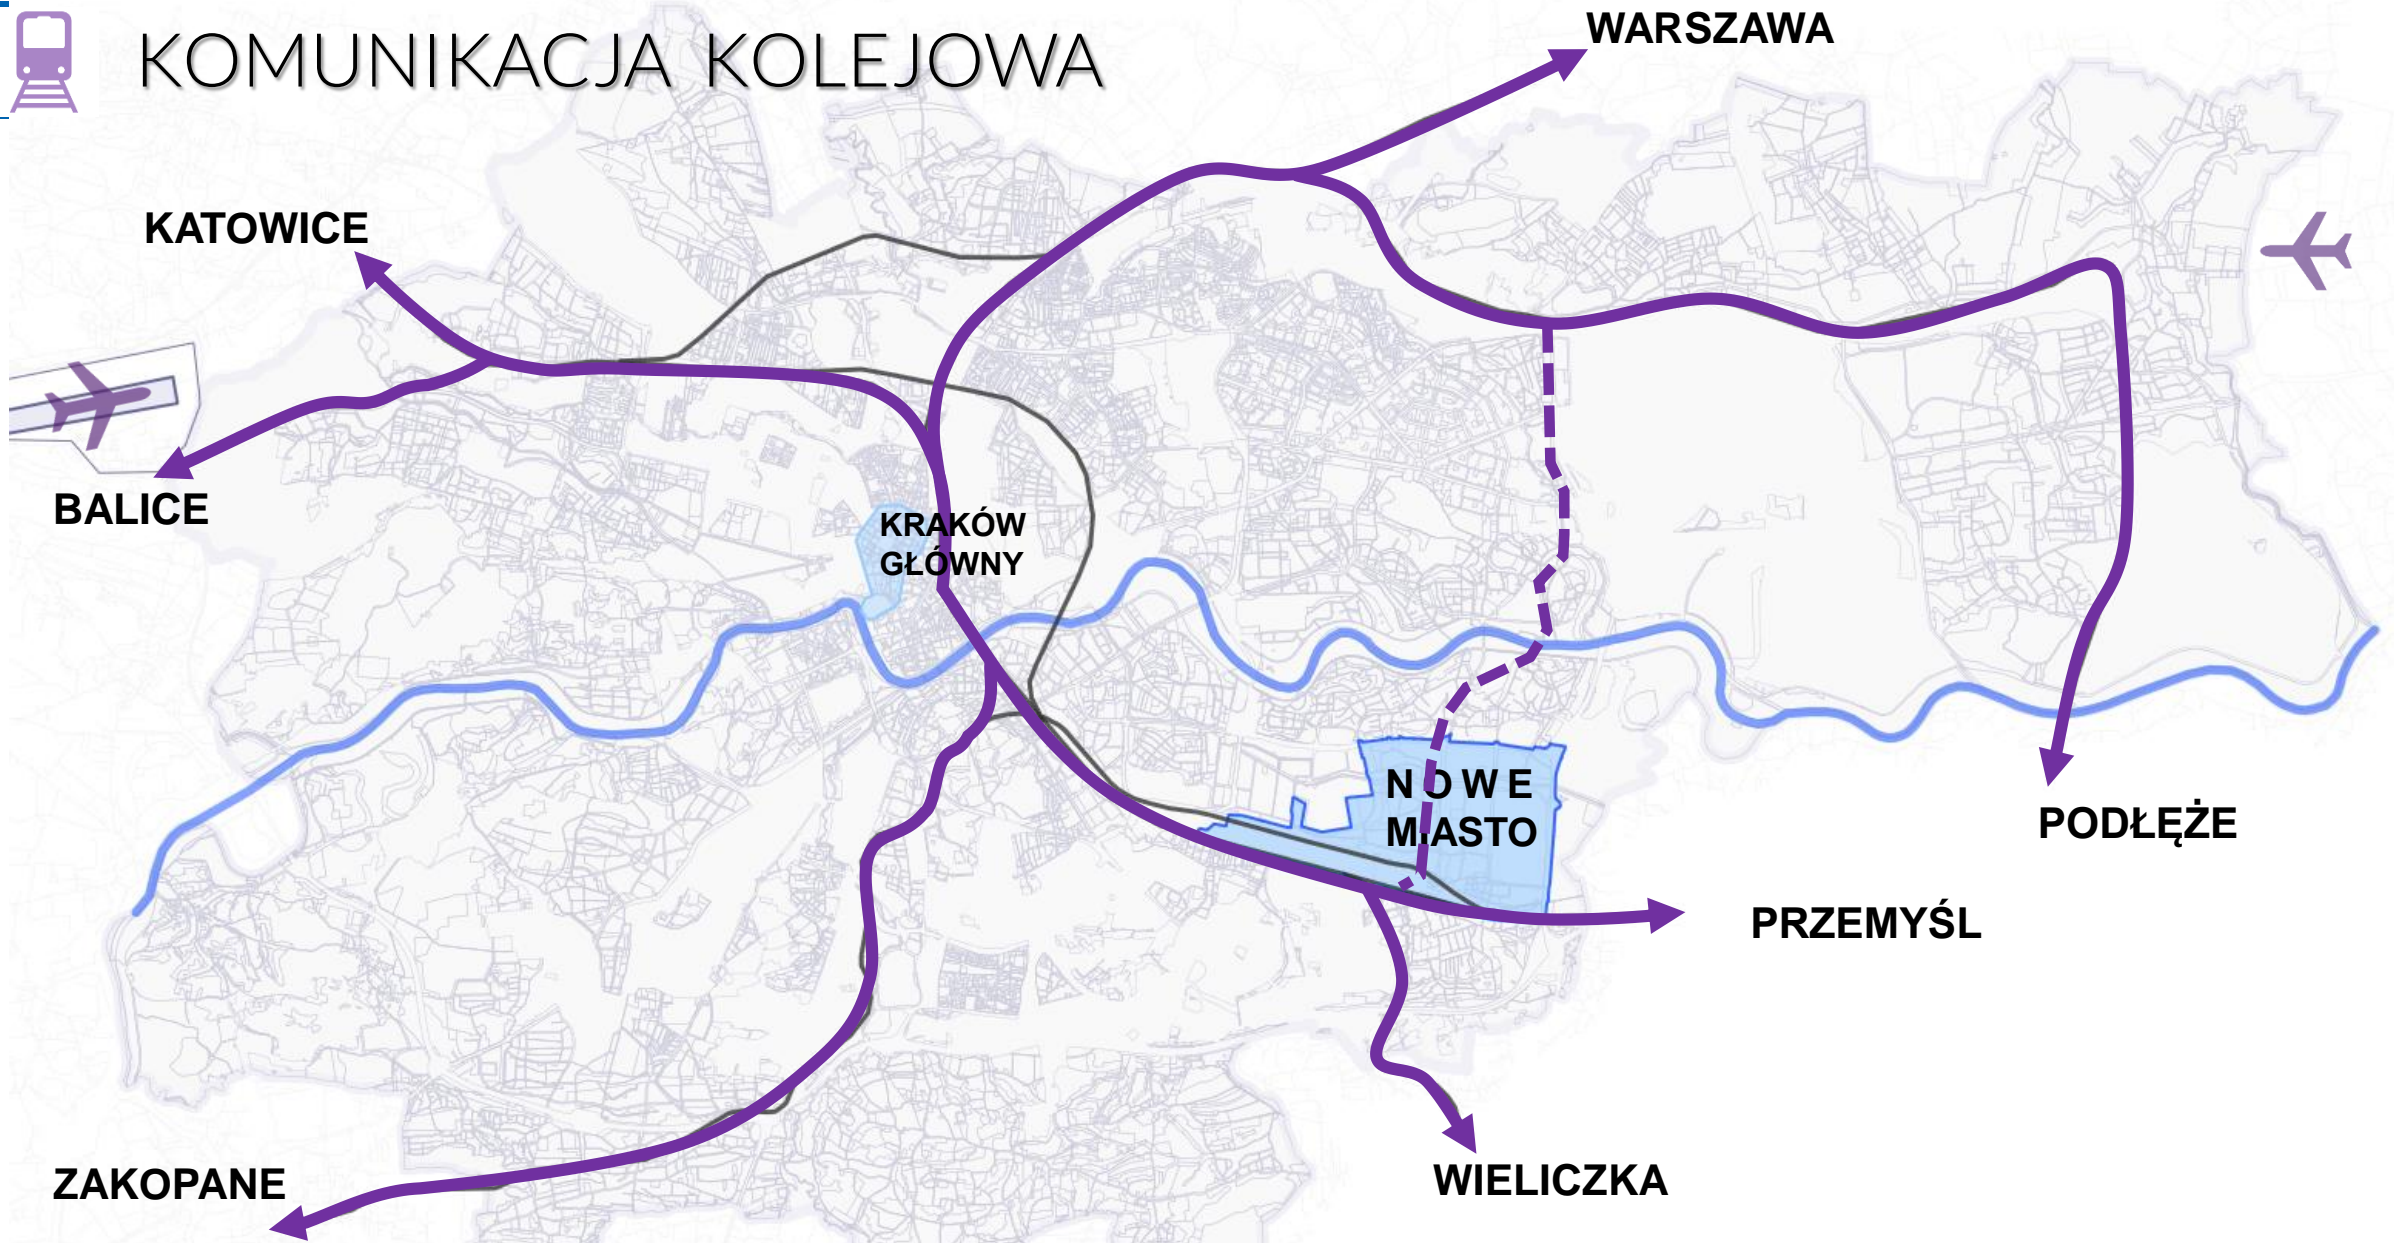 KOMUNIKACJA KOLEJOWA
WARSZAWA
KATOWICE
BALICE
KRAKÓW
GŁÓWNY
NOWE
MIASTO
PODŁĘŻE
PRZEMYŚL
ZAKOPANE
WIELICZKA